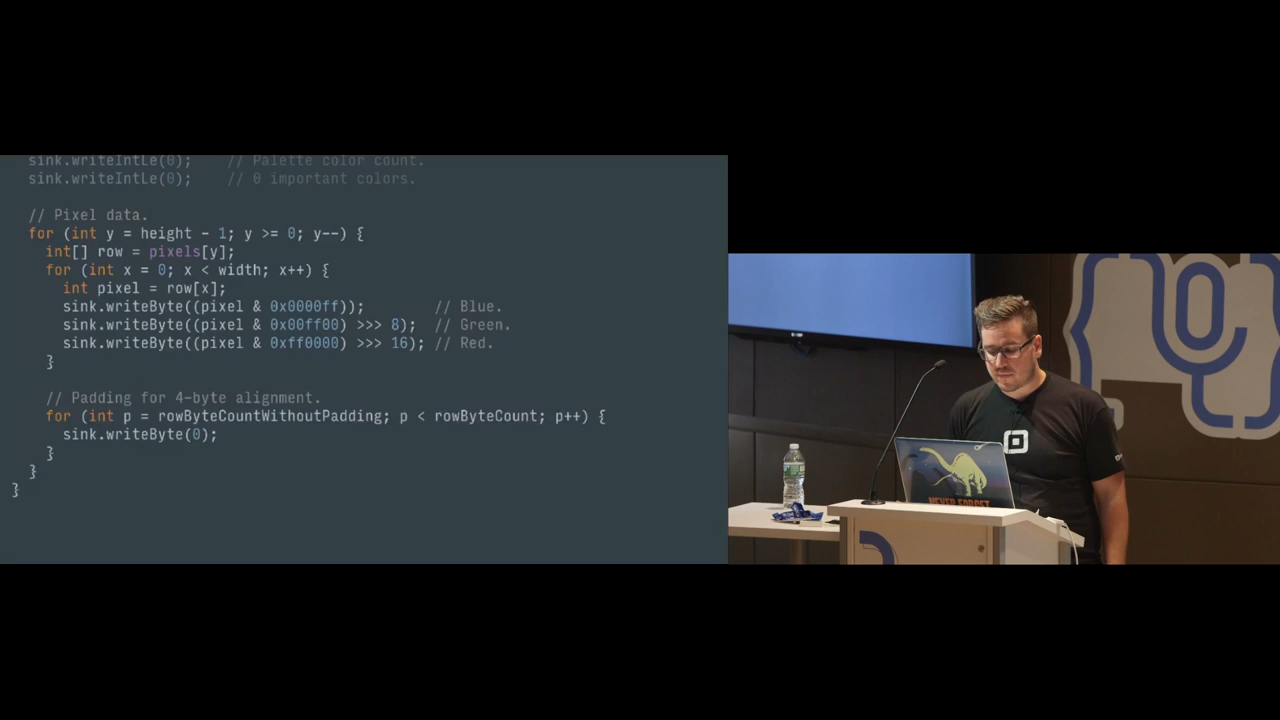 sink.writeIntLe(0);    // Palette color count.
sink.writeIntLe(0);    // 0 important colors.
// Pixel data.
for (int y = height - 1; y >= 0; y--) {
int[] row = pixels[y];
for (int x = 0; x < width; x++) {
int pixel = row[x];
sink.writeByte((pixel & 0x0000ff));        // Blue.
sink.writeByte((pixel & 0x00ff00) >>> 8);  // Green.
sink.writeByte((pixel & 0xff0000) >>> 16); // Red.
}
// Padding for 4-byte alignment.
for (int p = rowByteCountWithoutPadding; p < rowByteCount; p++) {
sink.writeByte(0);
}
}
}
NEVER FORGET